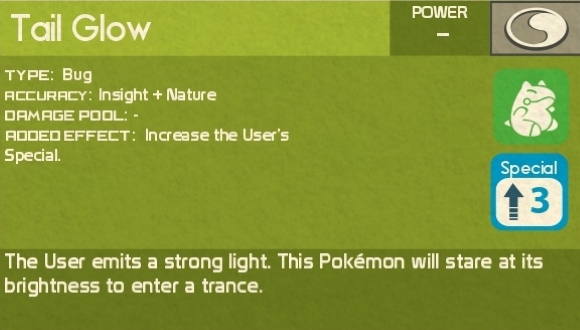 Tail Glow
POWER
–
TYPE: Bug
ACCURACY: Insight + Nature
DAMAGE POOL: -
ADDED EFFECT: Increase the User's
Special.
Special
3
The User emits a strong light. This Pokémon will stare at its
brightness to enter a trance.